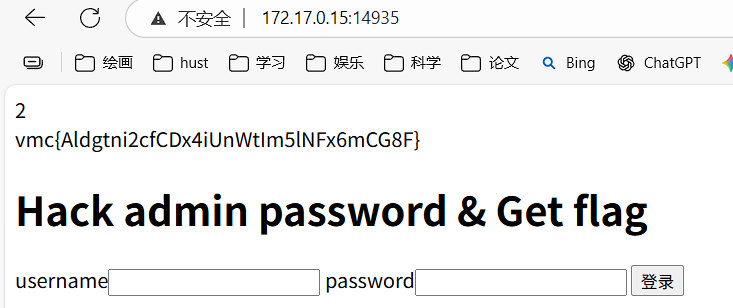 不安全 172.17.0.15:14935
绘画 hust 学习 娱乐 科学 论文 Bing ChatGPT
2
vmc{Aldgtni2cfCDx4iUnWtIm5lNFx6mCG8F}
Hack admin password & Get flag
username password 登录